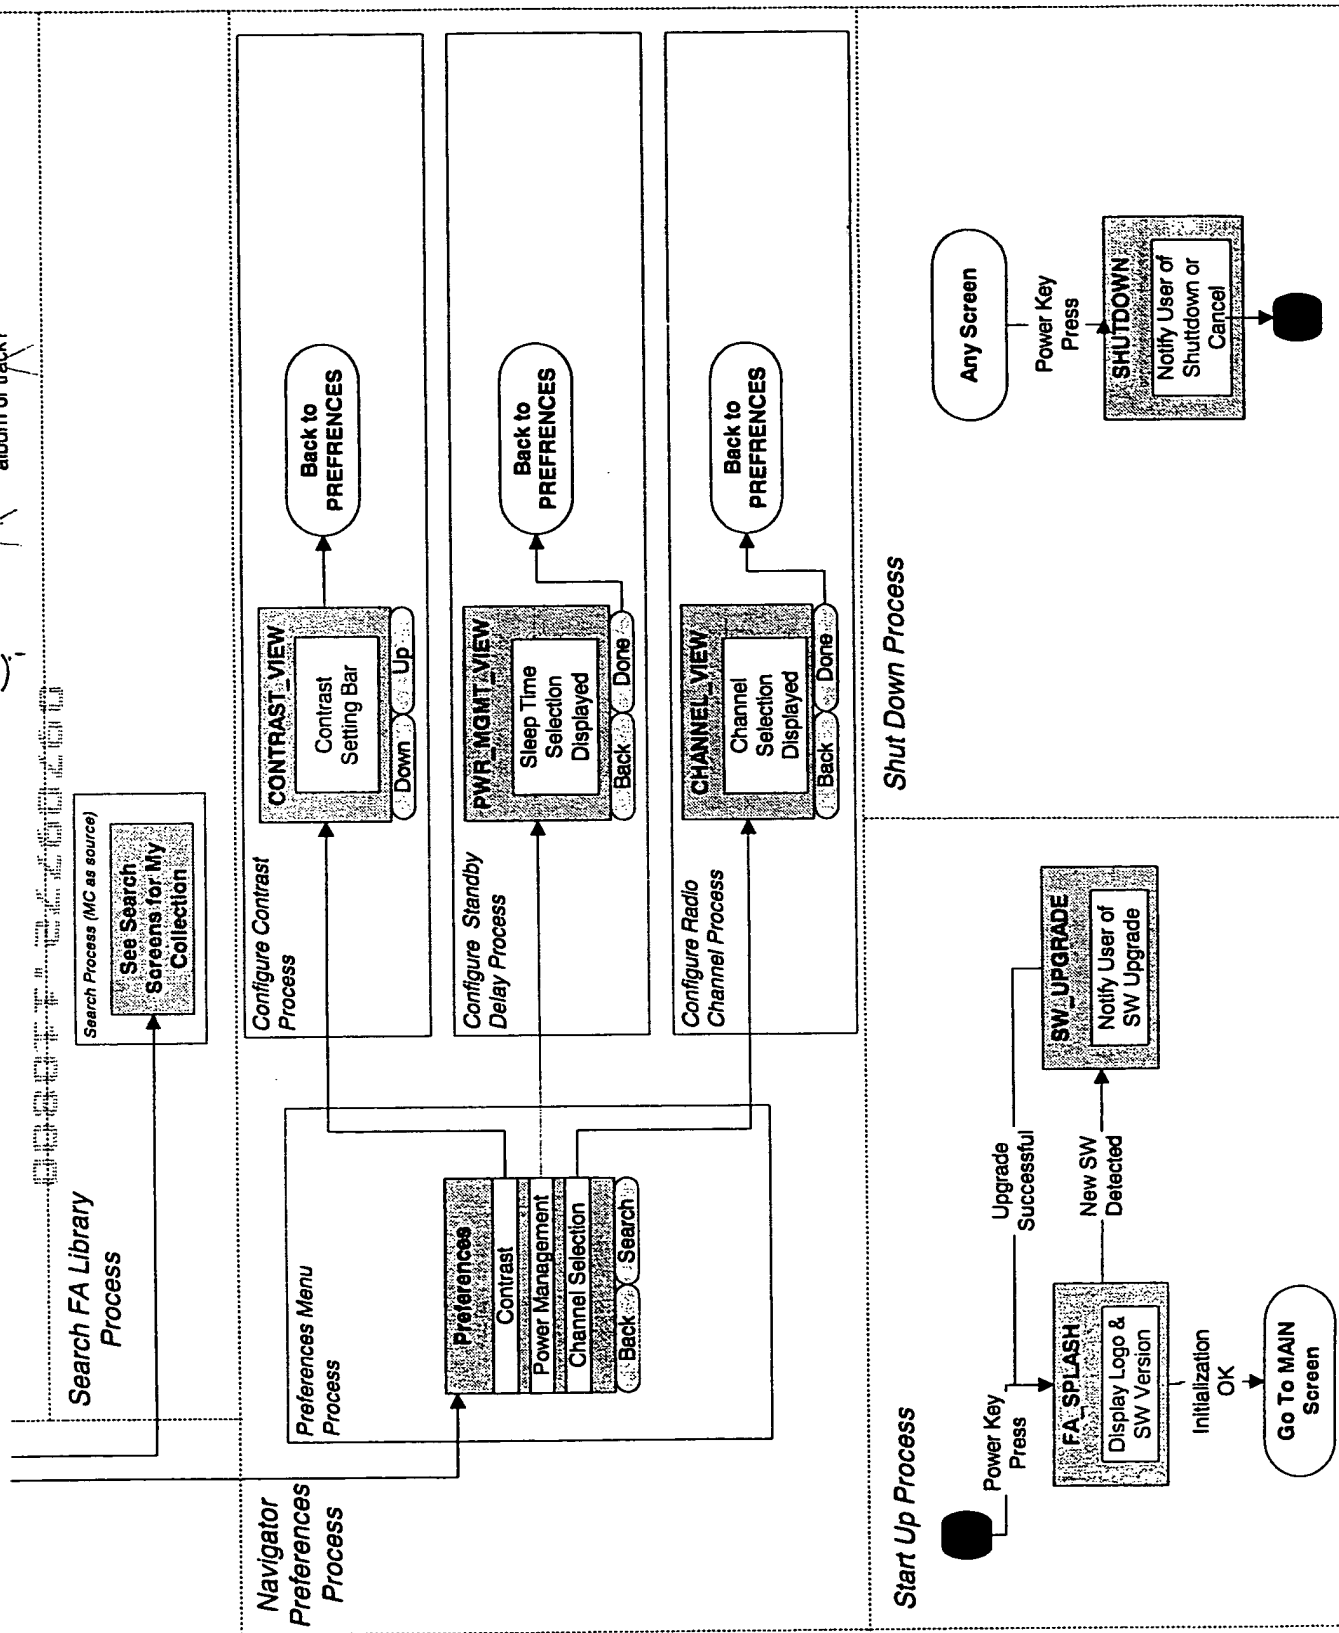 album or track?
Search FA Library
Process
Search Process (MC as source)
See Search
Screens for My
Collection
Navigator
Preferences
Process
Preferences Menu
Process
Preferences
Contrast
Power Management
Channel Selection
Back
Search
Configure Contrast
Process
CONTRAST_VIEW
Contrast
Setting Bar
Down
Up
Back to
PREFRENCES
Configure Standby
Delay Process
PWR_MGMT_VIEW
Sleep Time
Selection
Displayed
Back
Done
Back to
PREFRENCES
Configure Radio
Channel Process
CHANNEL_VIEW
Channel
Selection
Displayed
Back
Done
Back to
PREFRENCES
Start Up Process
Power Key
Press
FA_SPLASH
Display Logo &
SW Version
Initialization
OK
Go To MAIN
Screen
Upgrade
Successful
New SW
Detected
SW_UPGRADE
Notify User of
SW Upgrade
Shut Down Process
Any Screen
Power Key
Press
SHUTDOWN
Notify User of
Shuttdown or
Cancel